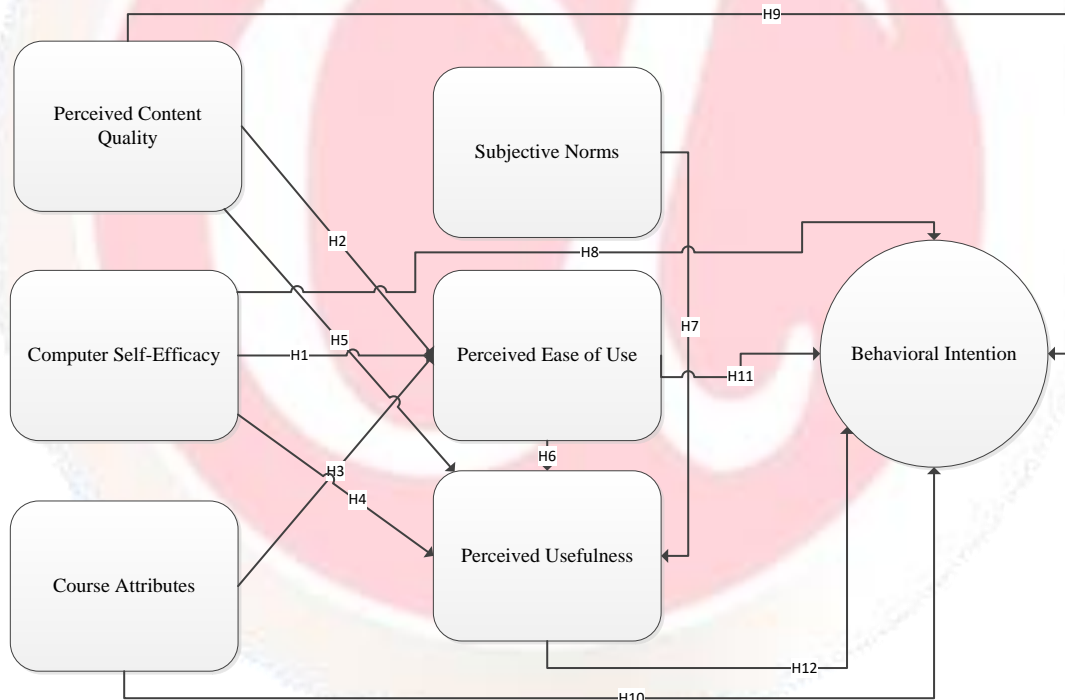 H9
Perceived Content
Quality
Subjective Norms
H2
H8
H7
H5
Computer Self-Efficacy
H1
Perceived Ease of Use
Behavioral Intention
H11
H6
H3
H4
Perceived Usefulness
Course Attributes
H12
H10